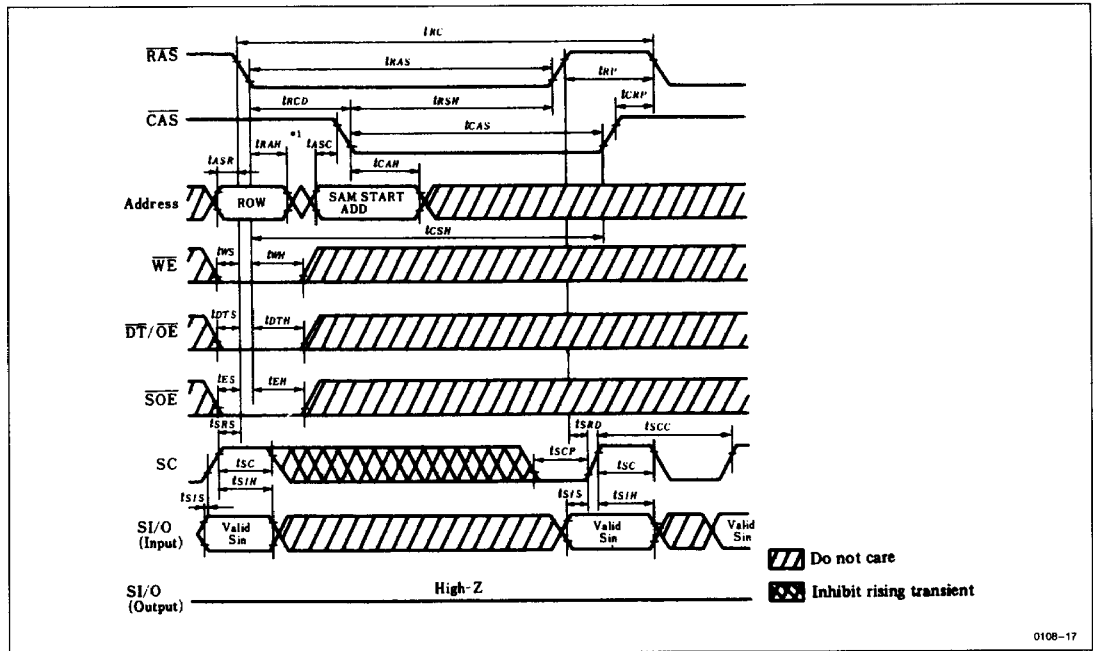 tRC
RAS
tRAS
tRP
tRCD
tRSH
tCRP
CAS
tCAS
*1
tASR
tRAH
tASC
tCAH
Address
ROW
SAM START
ADD
tCSH
WE
tWS
tWH
DT/OE
tDTS
tDTH
SOE
tES
tEH
tSRS
tSRD
tSCC
SC
tSC
tSCP
tSC
tSIS
tSIH
tSIS
tSIH
SI/O
(Input)
Valid
Sin
Valid
Sin
Valid
Sin
Do not care
SI/O
(Output)
High-Z
Inhibit rising transient
0108-17